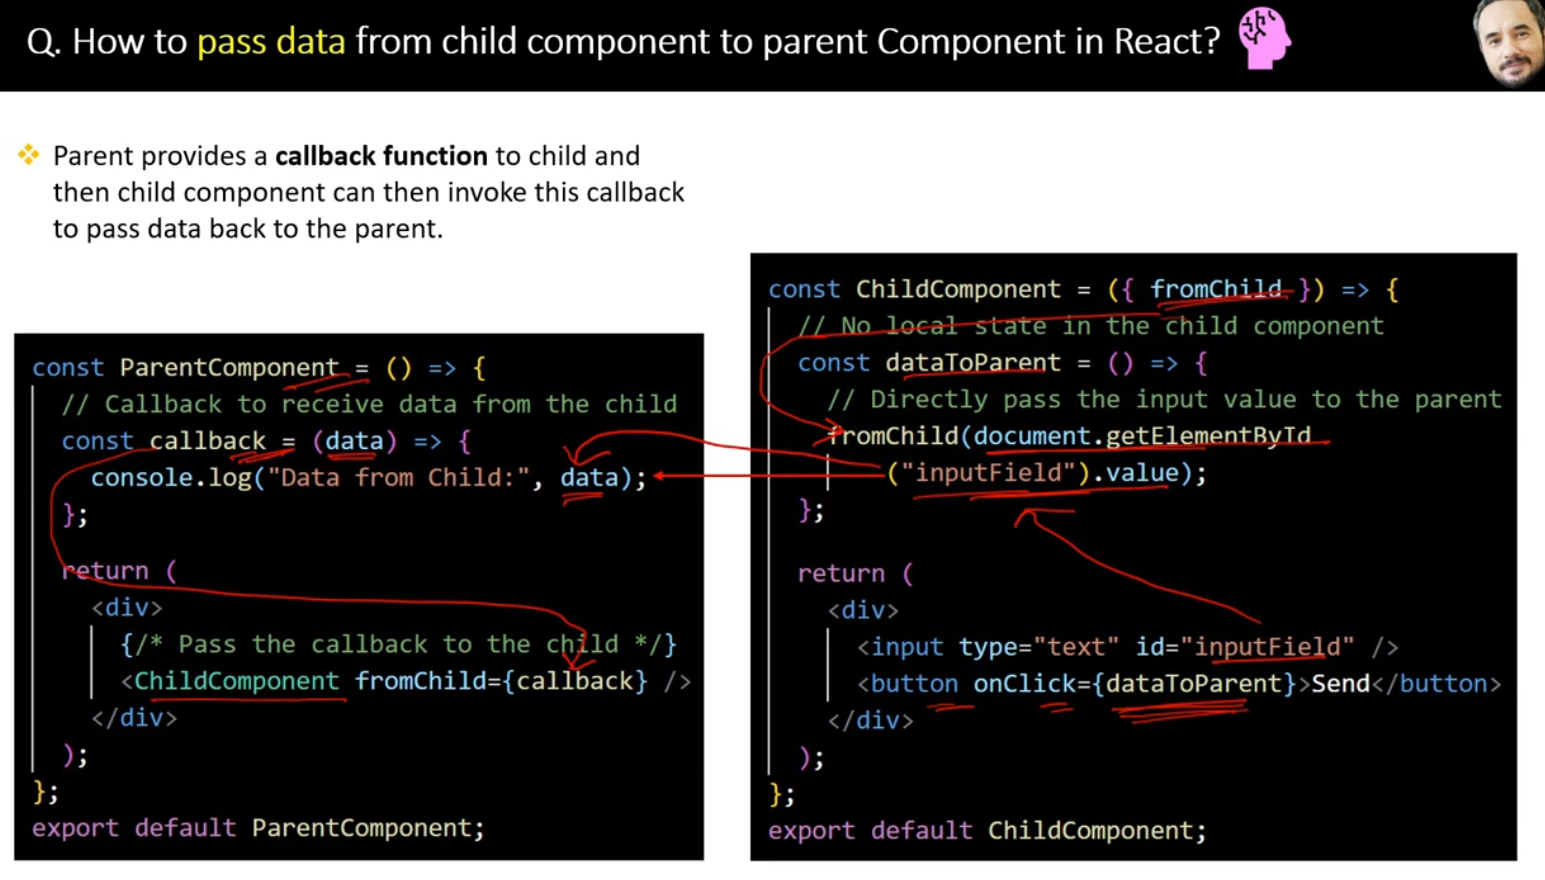 Q. How to pass data from child component to parent Component in React?
Parent provides a callback function to child and
then child component can then invoke this callback
to pass data back to the parent.
const ParentComponent = () => {
// Callback to receive data from the child
const callback = (data) => {
console.log("Data from Child:", data);
};
return (
<div>
{/* Pass the callback to the child */}
<ChildComponent fromChild={callback} />
</div>
);
};
export default ParentComponent;
const ChildComponent = ({ fromChild }) => {
// No local state in the child component
const dataToParent = () => {
// Directly pass the input value to the parent
fromChild(document.getElementById
("inputField").value);
};
return (
<div>
<input type="text" id="inputField" />
<button onClick={dataToParent}>Send</button>
</div>
);
};
export default ChildComponent;